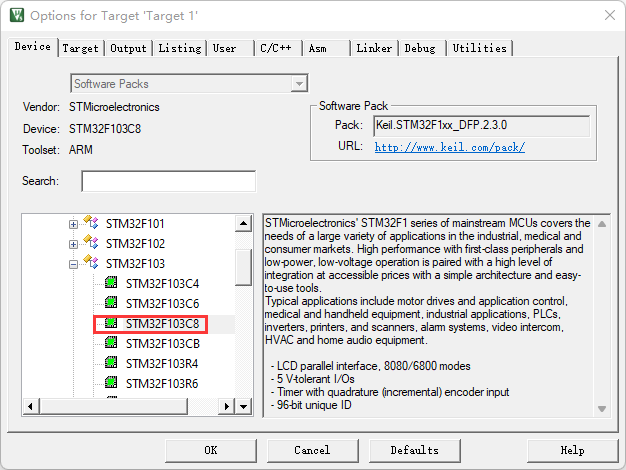 Options for Target 'Target 1'
Device Target Output Listing User C/C++ Asm Linker Debug Utilities
Software Packs
Vendor: STMicroelectronics
Device: STM32F103C8
Toolset: ARM
Search:
Software Pack
Pack: Keil.STM32F1xx_DFP.2.3.0
URL: http://www.keil.com/pack/
STM32F101
STM32F102
STM32F103
STM32F103C4
STM32F103C6
STM32F103C8
STM32F103CB
STM32F103R4
STM32F103R6
STMicroelectronics' STM32F1 series of mainstream MCUs covers the
needs of a large variety of applications in the industrial, medical and
consumer markets. High performance with first-class peripherals and
low-power, low-voltage operation is paired with a high level of
integration at accessible prices with a simple architecture and easy-
to-use tools.
Typical applications include motor drives and application control,
medical and handheld equipment, industrial applications, PLCs,
inverters, printers, and scanners, alarm systems, video intercom,
HVAC and home audio equipment.
- LCD parallel interface, 8080/6800 modes
- 5 V-tolerant I/Os
- Timer with quadrature (incremental) encoder input
- 96-bit unique ID
OK Cancel Defaults Help